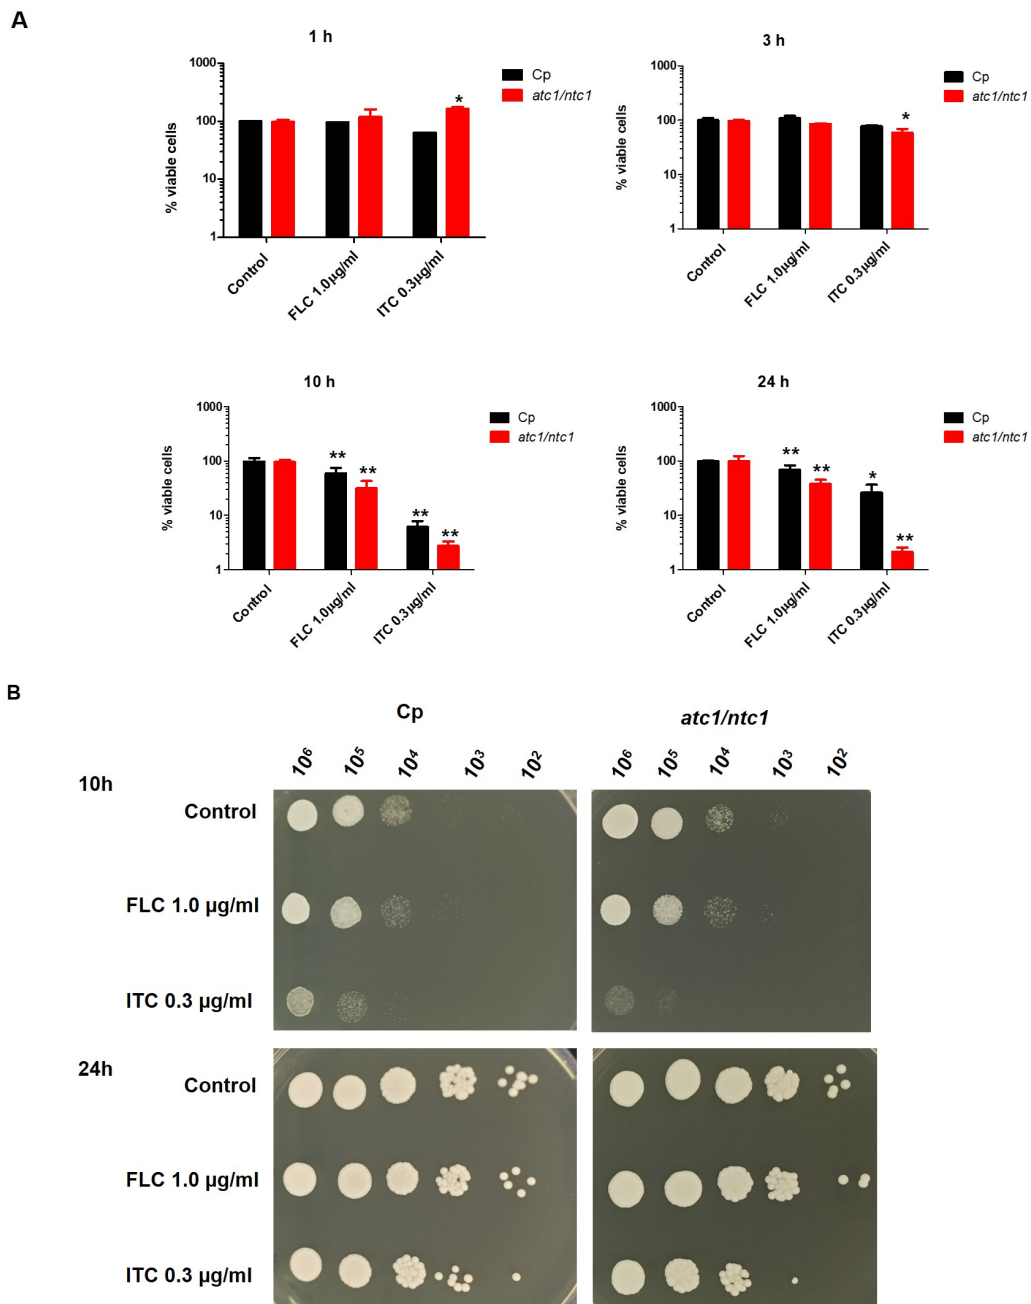 A
1 h
1000
100
10
1
% viable cells
Control
FLC 1.0µg/ml
ITC 0.3µg/ml
*
Cp
atc1/ntc1
3 h
1000
100
10
1
% viable cells
Control
FLC 1.0µg/ml
ITC 0.3µg/ml
*
Cp
atc1/ntc1
10 h
1000
100
10
1
% viable cells
Control
FLC 1.0µg/ml
ITC 0.3µg/ml
**
**
**
**
Cp
atc1/ntc1
24 h
1000
100
10
1
% viable cells
Control
FLC 1.0µg/ml
ITC 0.3µg/ml
**
**
*
**
Cp
atc1/ntc1
B
Cp
atc1/ntc1
10⁶ 10⁵ 10⁴ 10³ 10²
10⁶ 10⁵ 10⁴ 10³ 10²
10h
Control
FLC 1.0 µg/ml
ITC 0.3 µg/ml
24h
Control
FLC 1.0 µg/ml
ITC 0.3 µg/ml